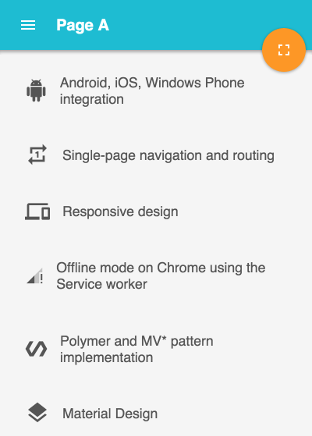 Page A
Android, iOS, Windows Phone
integration
Single-page navigation and routing
Responsive design
Offline mode on Chrome using the
Service worker
Polymer and MV* pattern
implementation
Material Design